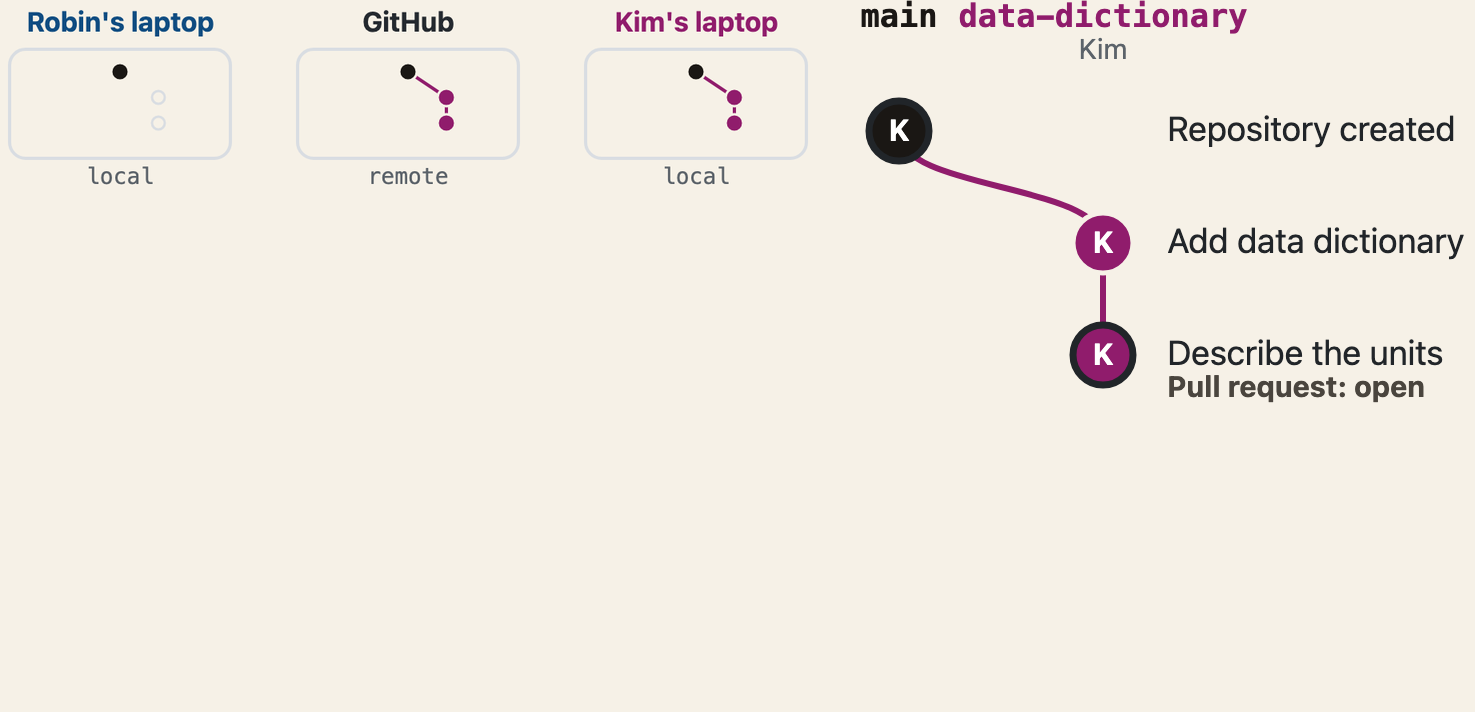 Robin's laptop
GitHub
Kim's laptop
local
remote
local
main data-dictionary
Kim
K
Repository created
K
Add data dictionary
K
Describe the units
Pull request: open